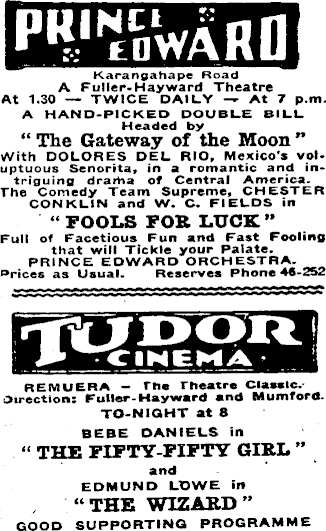 PRINCE
EDWARD
Karangahape Road
A Fuller-Hayward Theatre
At 1.30 — TWICE DAILY — At 7 p.m.
A HAND-PICKED DOUBLE BILL
Headed by
"The Gateway of the Moon"
With DOLORES DEL RIO, Mexico's vol-
uptuous Senorita, in a romantic and in-
triguing drama of Central America.
The Comedy Team Supreme, CHESTER
CONKLIN and W. C. FIELDS in
"FOOLS FOR LUCK"
Full of Facetious Fun and Fast Fooling
that will Tickle your Palate.
PRINCE EDWARD ORCHESTRA.
Prices as Usual. Reserves Phone 46-252
TUDOR
CINEMA
REMUERA — The Theatre Classic.
Direction: Fuller-Hayward and Mumford.
TO-NIGHT at 8
BEBE DANIELS in
"THE FIFTY-FIFTY GIRL"
and
EDMUND LOWE in
"THE WIZARD"
GOOD SUPPORTING PROGRAMME